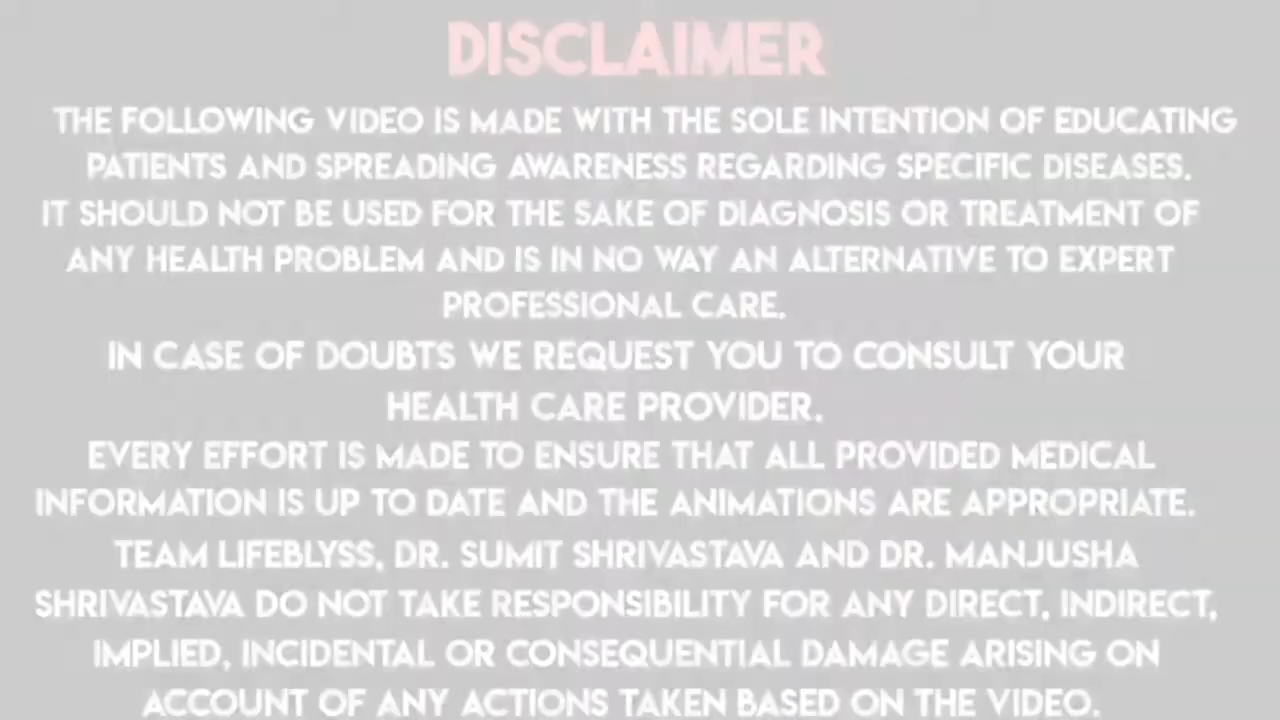 DISCLAIMER
THE FOLLOWING VIDEO IS MADE WITH THE SOLE INTENTION OF EDUCATING
PATIENTS AND SPREADING AWARENESS REGARDING SPECIFIC DISEASES.
IT SHOULD NOT BE USED FOR THE SAKE OF DIAGNOSIS OR TREATMENT OF
ANY HEALTH PROBLEM AND IS IN NO WAY AN ALTERNATIVE TO EXPERT
PROFESSIONAL CARE.
IN CASE OF DOUBTS WE REQUEST YOU TO CONSULT YOUR
HEALTH CARE PROVIDER.
EVERY EFFORT IS MADE TO ENSURE THAT ALL PROVIDED MEDICAL
INFORMATION IS UP TO DATE AND THE ANIMATIONS ARE APPROPRIATE.
TEAM LIFEBLYSS, DR. SUMIT SHRIVASTAVA AND DR. MANJUSHA
SHRIVASTAVA DO NOT TAKE RESPONSIBILITY FOR ANY DIRECT, INDIRECT,
IMPLIED, INCIDENTAL OR CONSEQUENTIAL DAMAGE ARISING ON
ACCOUNT OF ANY ACTIONS TAKEN BASED ON THE VIDEO.